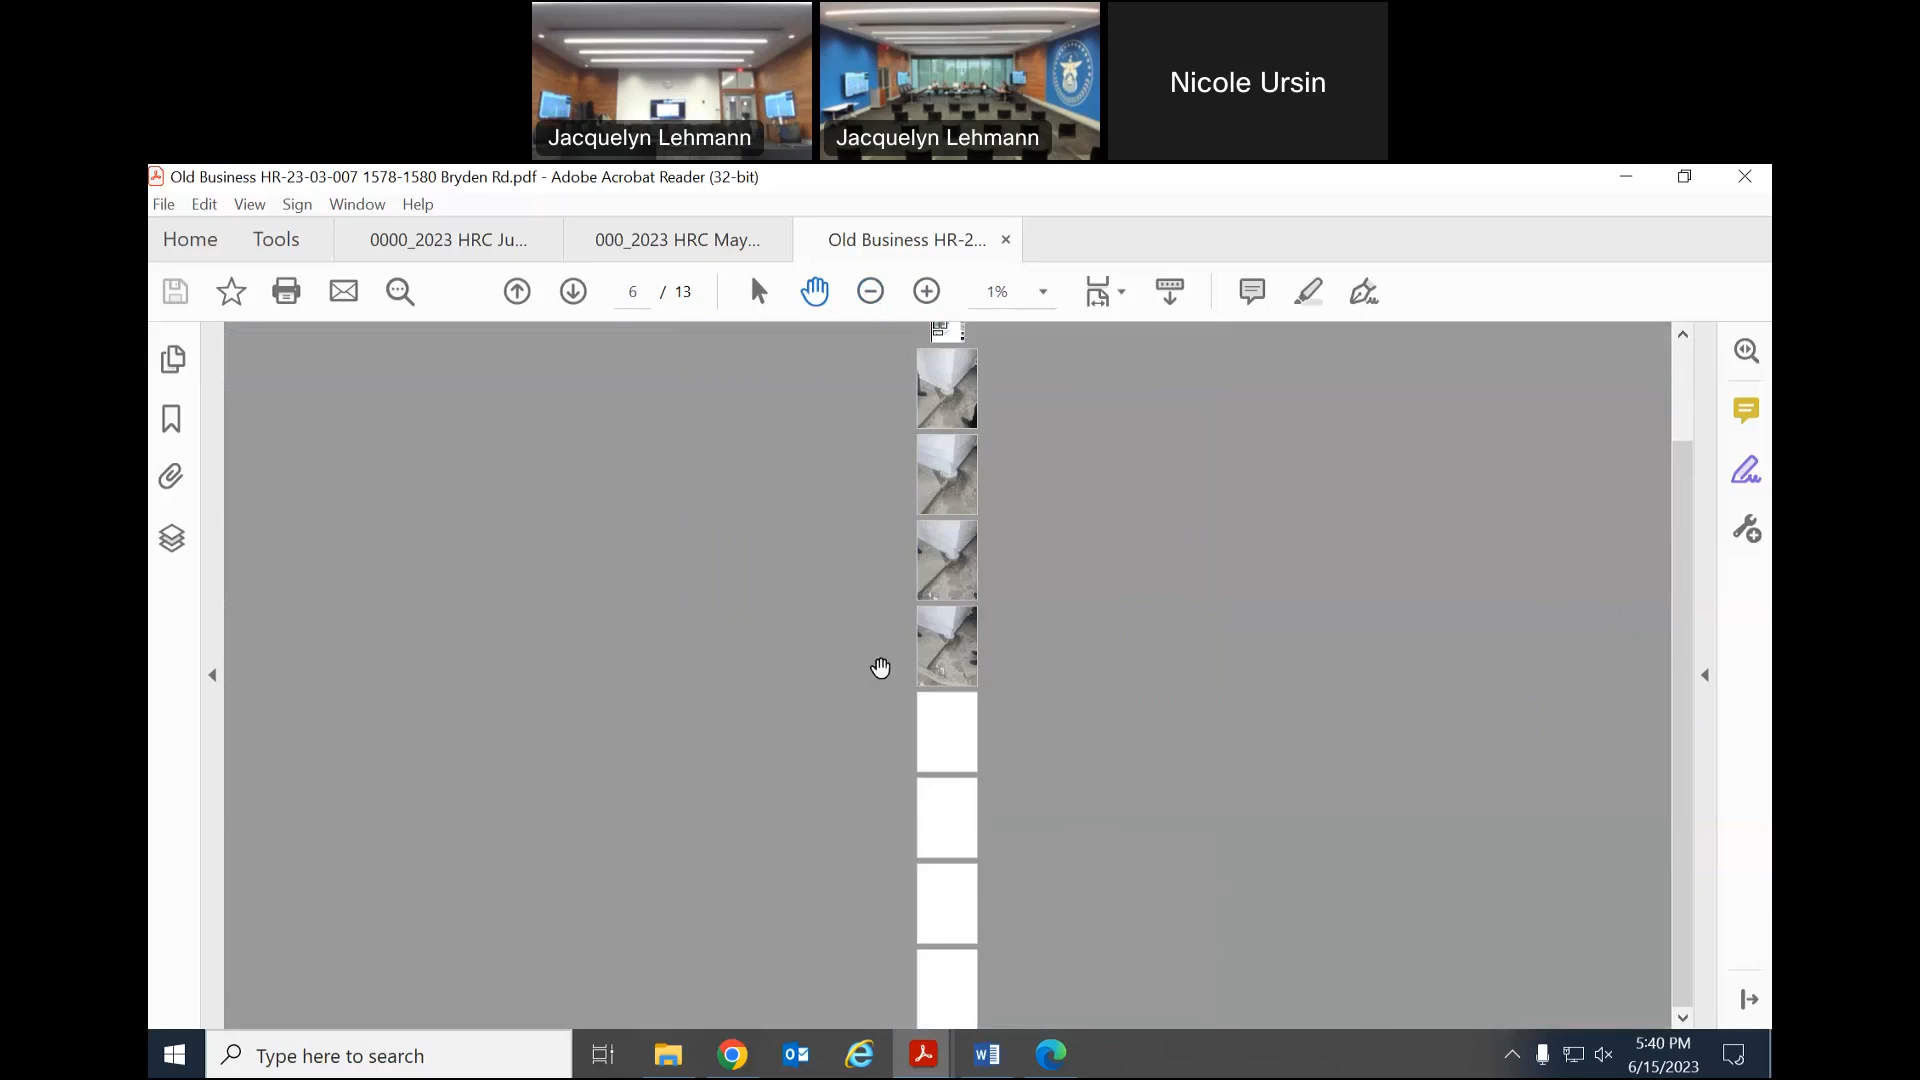 Jacquelyn Lehmann
Jacquelyn Lehmann
Nicole Ursin
Old Business HR-23-03-007 1578-1580 Bryden Rd.pdf - Adobe Acrobat Reader (32-bit)
File Edit View Sign Window Help
Home Tools 0000_2023 HRC Ju... 000_2023 HRC May... Old Business HR-2...
6 / 13 1%
Type here to search
5:40 PM
6/15/2023